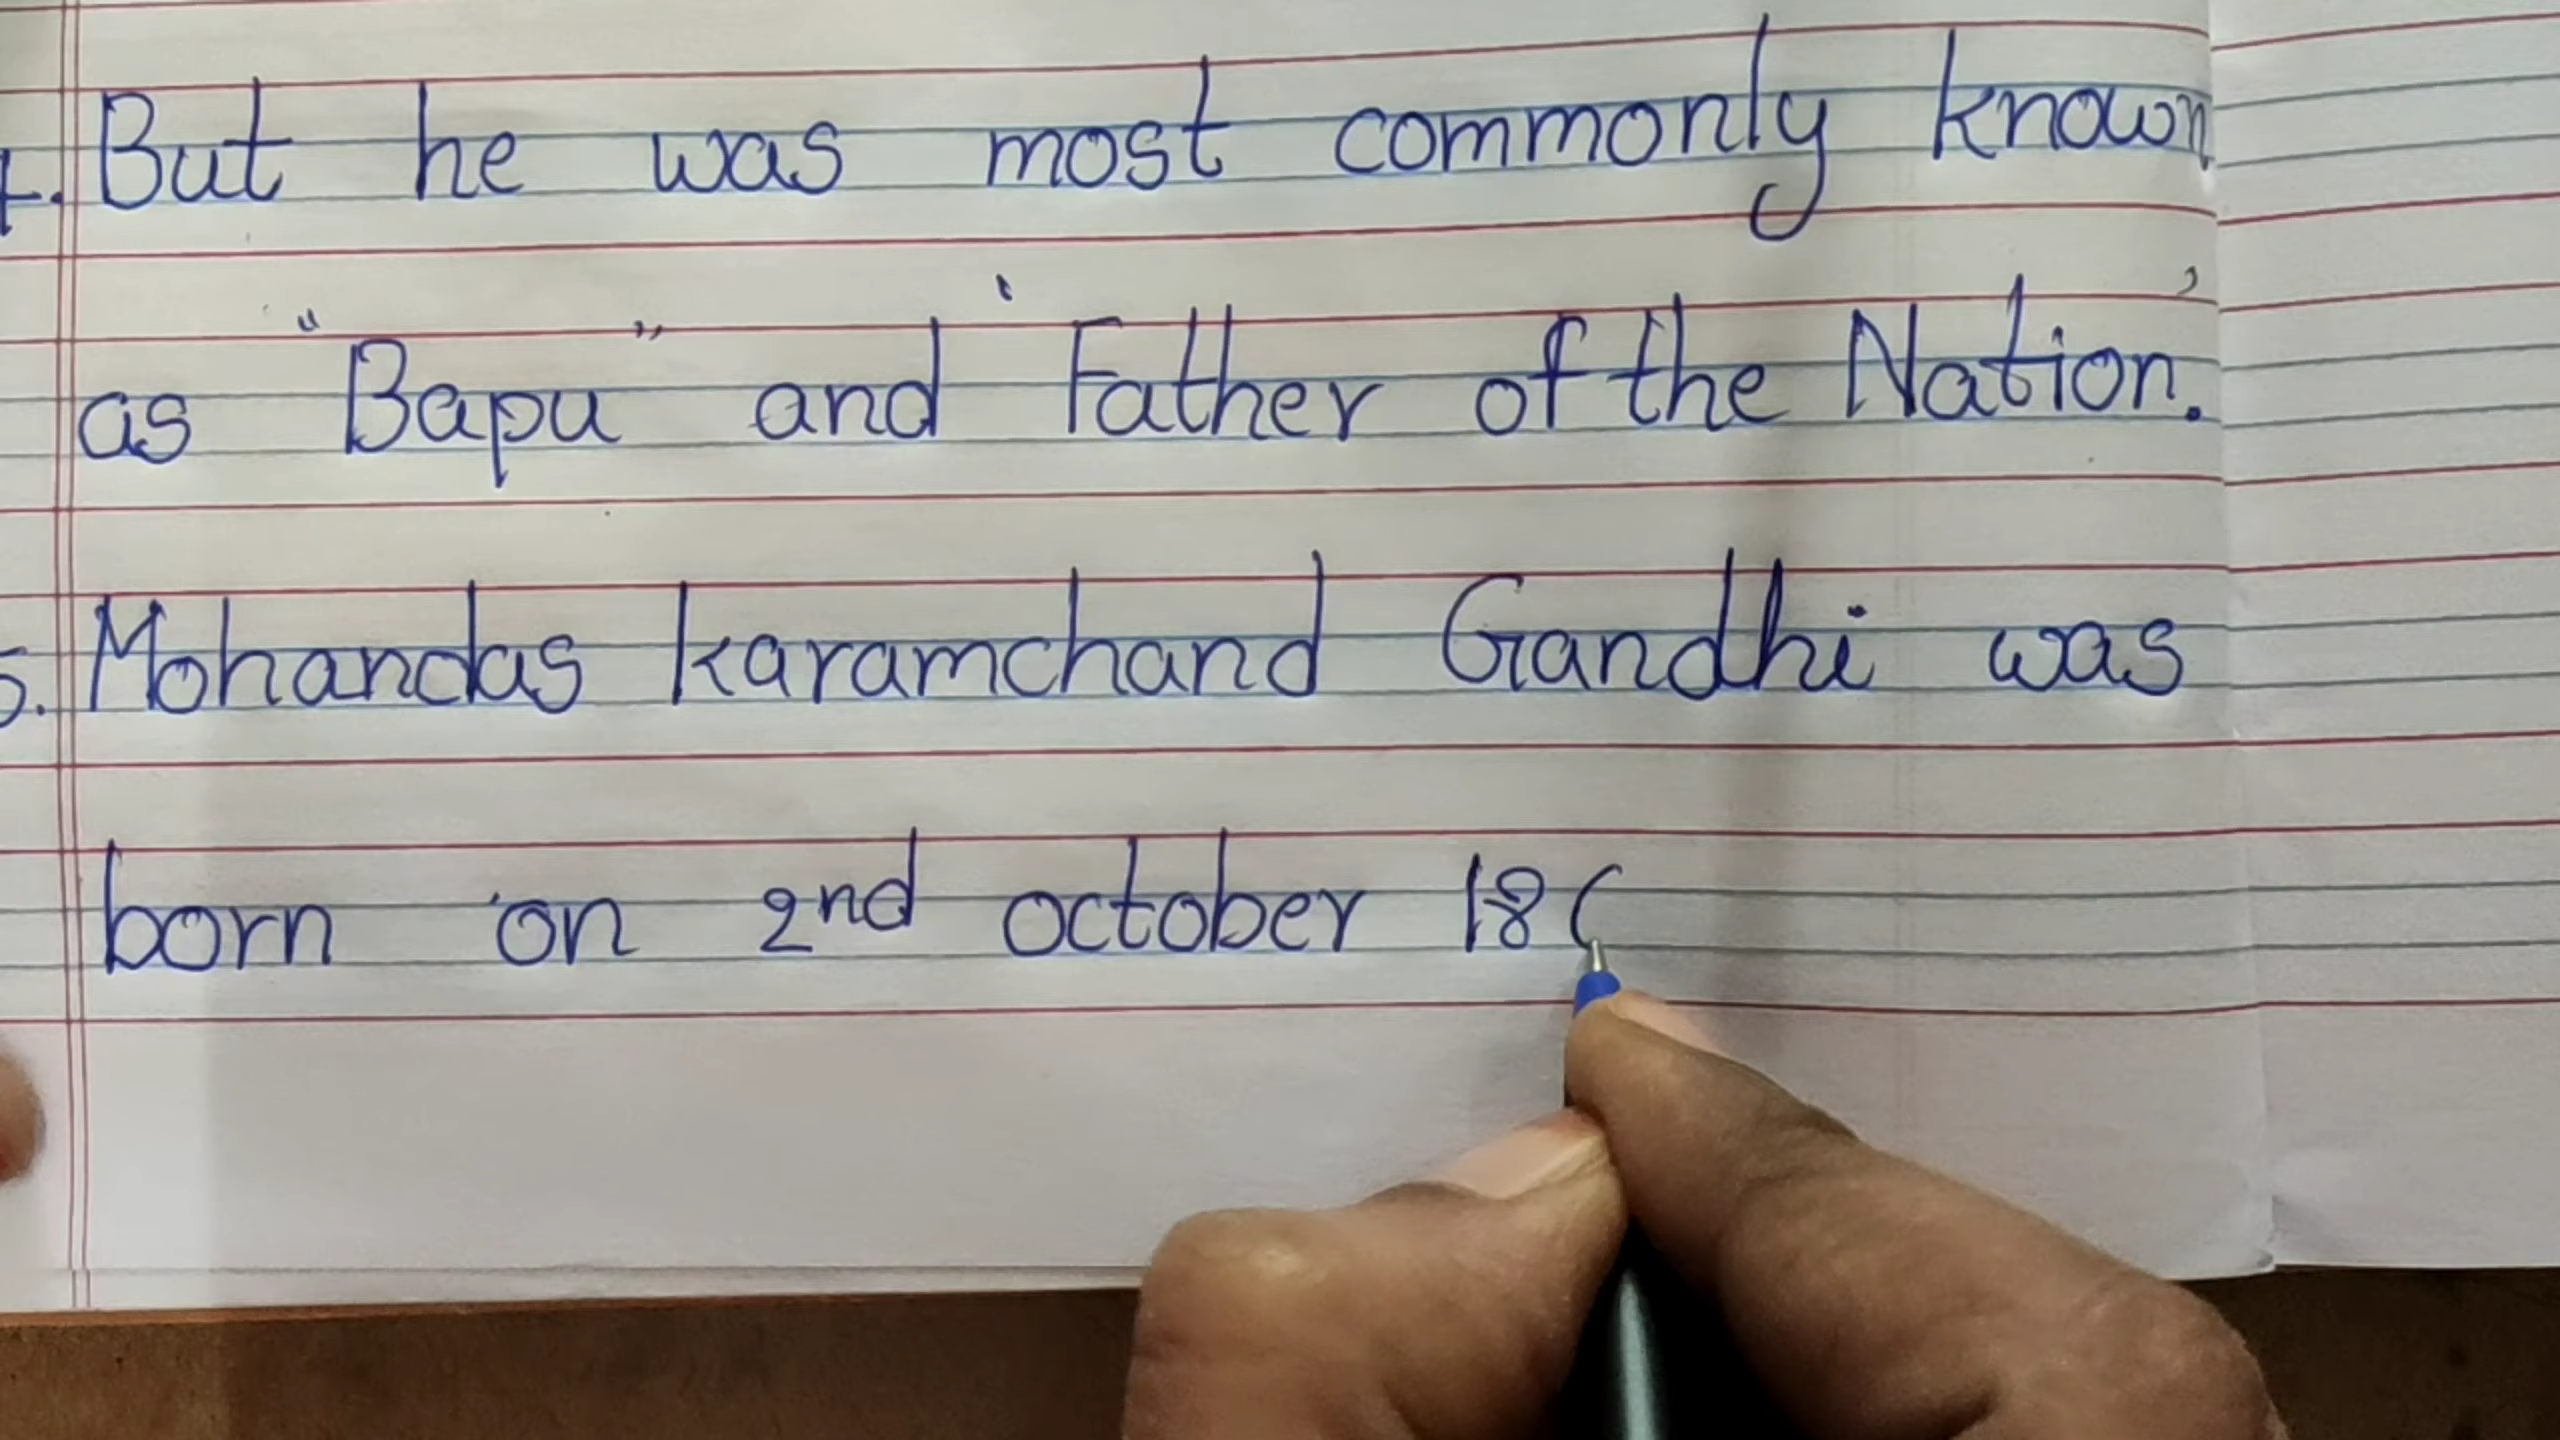 4. But he was most commonly known
as "Bapu" and 'Father of the Nation.'
5. Mohandas karamchand Gandhi was
born on 2nd october 18